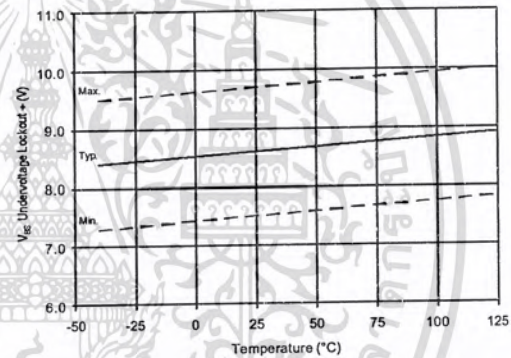 11.0
10.0
9.0
8.0
7.0
6.0
V_BS Undervoltage Lockout + (V)
Max.
Typ.
Min.
-50 -25 0 25 50 75 100 125
Temperature (°C)